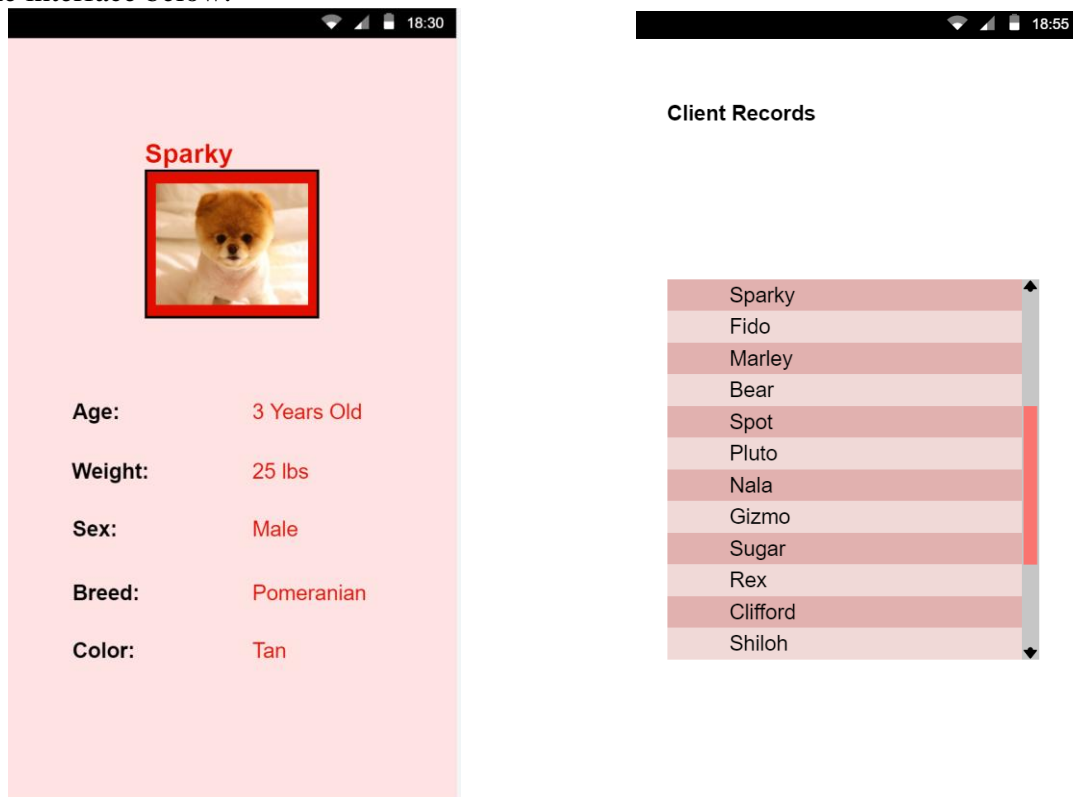 18:30
Sparky
Age: 3 Years Old
Weight: 25 lbs
Sex: Male
Breed: Pomeranian
Color: Tan
18:55
Client Records
Sparky
Fido
Marley
Bear
Spot
Pluto
Nala
Gizmo
Sugar
Rex
Clifford
Shiloh